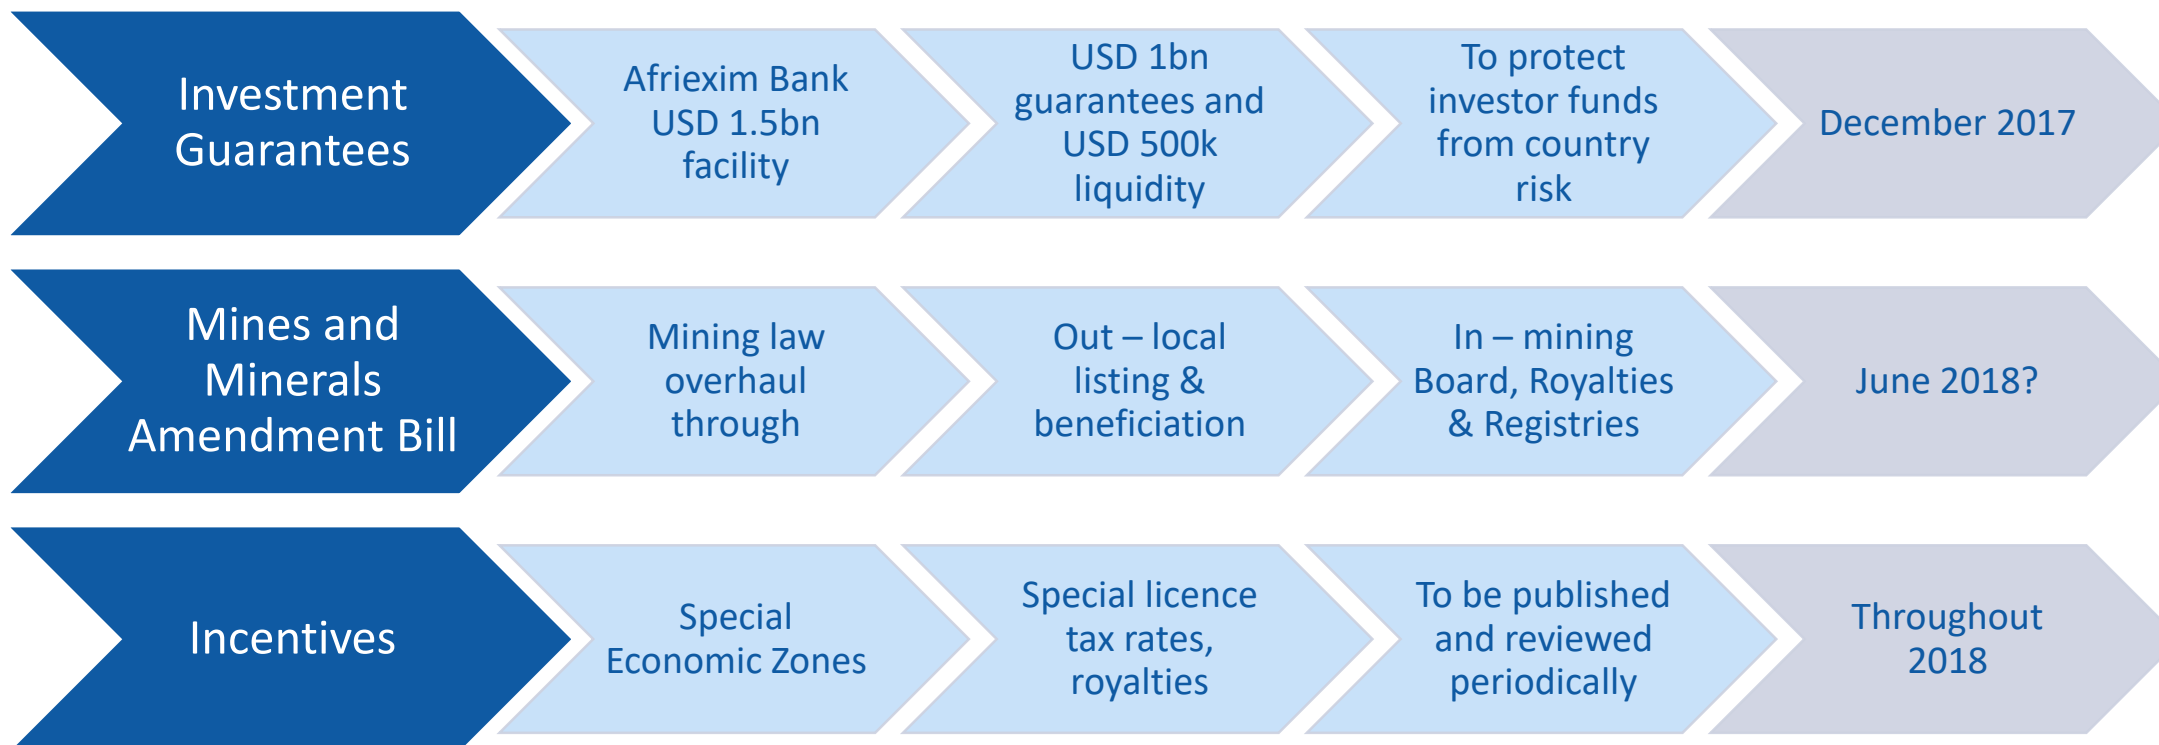 Investment
Guarantees
Afriexim Bank
USD 1.5bn
facility
USD 1bn
guarantees and
USD 500k
liquidity
To protect
investor funds
from country
risk
December 2017
Mines and
Minerals
Amendment Bill
Mining law
overhaul
through
Out – local
listing &
beneficiation
In – mining
Board, Royalties
& Registries
June 2018?
Incentives
Special
Economic Zones
Special licence
tax rates,
royalties
To be published
and reviewed
periodically
Throughout
2018